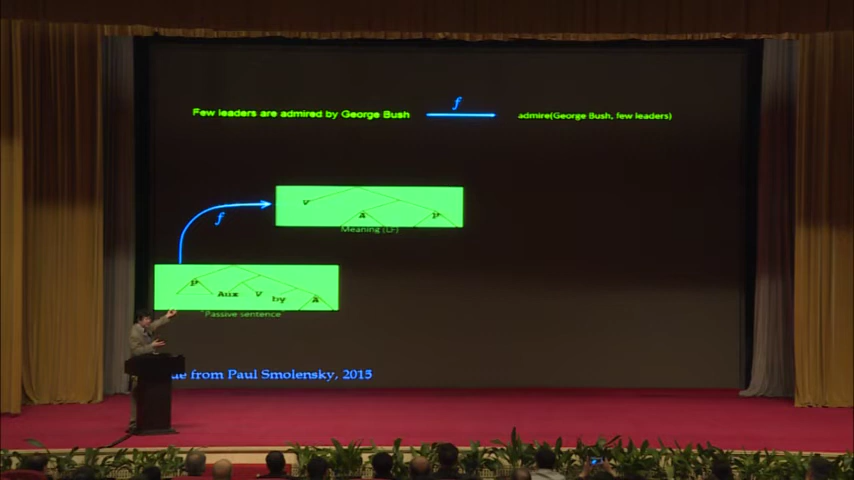 Few leaders are admired by George Bush
f
admire(George Bush, few leaders)
V
A
P
Meaning (LF)
f
P
Aux
V
by
A
Passive sentence
from Paul Smolensky, 2015